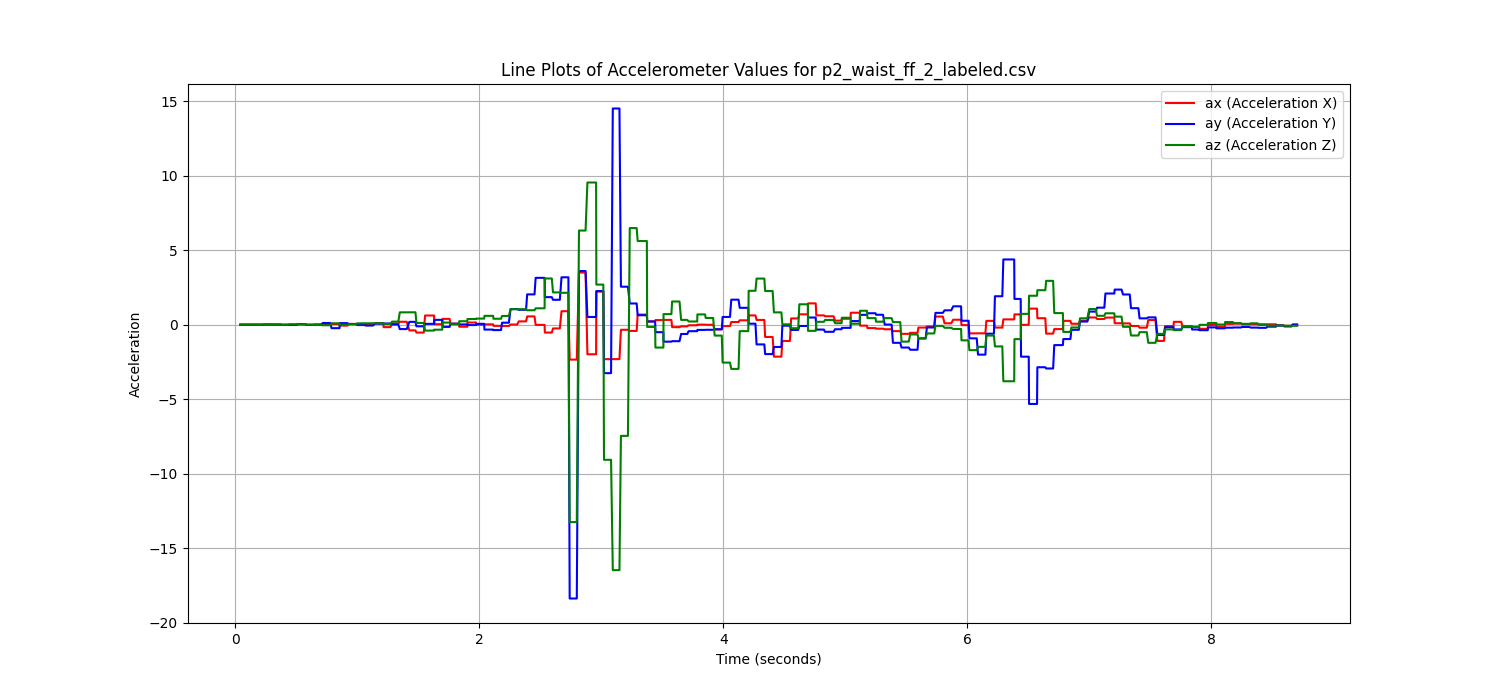 Line Plots of Accelerometer Values for p2_waist_ff_2_labeled.csv
ax (Acceleration X)
ay (Acceleration Y)
az (Acceleration Z)
Acceleration
15
10
5
0
−5
−10
−15
−20
0 2 4 6 8
Time (seconds)